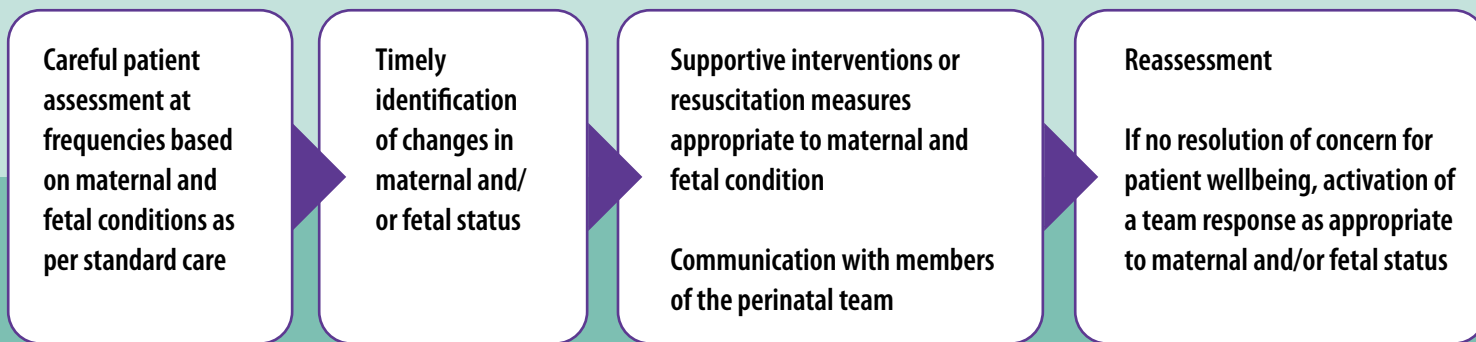 Careful patient
assessment at
frequencies based
on maternal and
fetal conditions as
per standard care
Timely
identification
of changes in
maternal and/
or fetal status
Supportive interventions or
resuscitation measures
appropriate to maternal and
fetal condition
Communication with members
of the perinatal team
Reassessment
If no resolution of concern for
patient wellbeing, activation of
a team response as appropriate
to maternal and/or fetal status